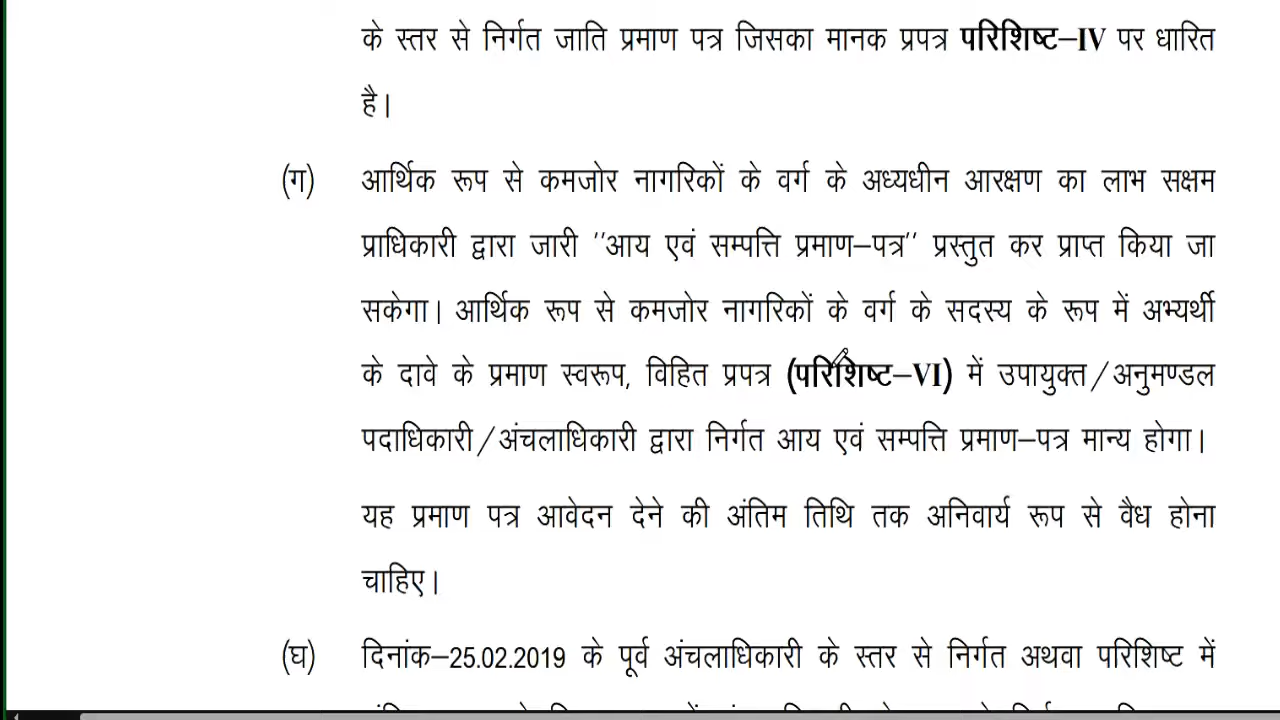 के स्तर से निर्गत जाति प्रमाण पत्र जिसका मानक प्रपत्र परिशिष्ट–IV पर धारित
है।
(ग) आर्थिक रूप से कमजोर नागरिकों के वर्ग के अध्यधीन आरक्षण का लाभ सक्षम
प्राधिकारी द्वारा जारी ''आय एवं सम्पत्ति प्रमाण–पत्र'' प्रस्तुत कर प्राप्त किया जा
सकेगा। आर्थिक रूप से कमजोर नागरिकों के वर्ग के सदस्य के रूप में अभ्यर्थी
के दावे के प्रमाण स्वरूप, विहित प्रपत्र (परिशिष्ट–VI) में उपायुक्त/अनुमण्डल
पदाधिकारी/अंचलाधिकारी द्वारा निर्गत आय एवं सम्पत्ति प्रमाण–पत्र मान्य होगा।
यह प्रमाण पत्र आवेदन देने की अंतिम तिथि तक अनिवार्य रूप से वैध होना
चाहिए।
(घ) दिनांक–25.02.2019 के पूर्व अंचलाधिकारी के स्तर से निर्गत अथवा परिशिष्ट में